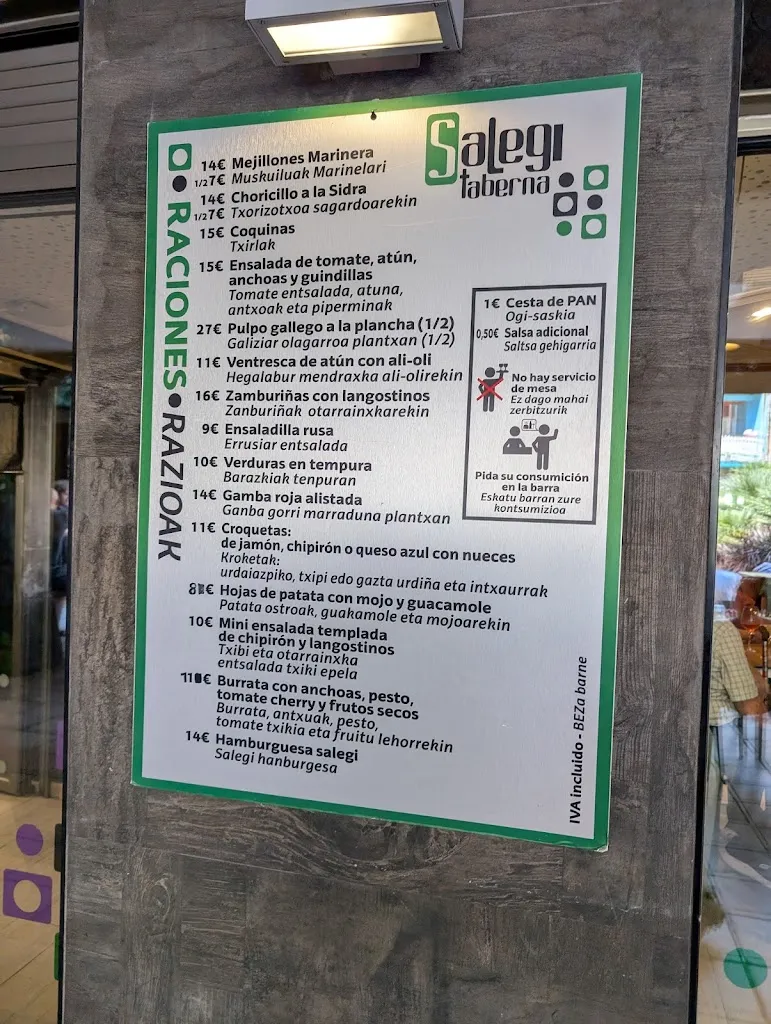 Salegi
taberna
RACIONES • RAZIOAK
14€ Mejillones Marinera
1/2 7€ Muskuiluak Marinelari
14€ Choricillo a la Sidra
1/2 7€ Txorizotxoa sagardoarekin
15€ Coquinas
Txirlak
15€ Ensalada de tomate, atún,
anchoas y guindillas
Tomate entsalada, atuna,
antxoak eta piperminak
27€ Pulpo gallego a la plancha (1/2)
Galiziar olagarroa plantxan (1/2)
11€ Ventresca de atún con ali-oli
Hegalabur mendraxka ali-olirekin
16€ Zamburiñas con langostinos
Zanburiñak otarrainxkarekin
9€ Ensaladilla rusa
Errusiar entsalada
10€ Verduras en tempura
Barazkiak tenpuran
14€ Gamba roja alistada
Ganba gorri marraduna plantxan
11€ Croquetas:
de jamón, chipirón o queso azul con nueces
Kroketak:
urdaiazpiko, txipi edo gazta urdiña eta intxaurrak
8 € Hojas de patata con mojo y guacamole
Patata ostroak, guakamole eta mojoarekin
10€ Mini ensalada templada
de chipirón y langostinos
Txibi eta otarrainxka
entsalada txiki epela
11 € Burrata con anchoas, pesto,
tomate cherry y frutos secos
Burrata, antxuak, pesto,
tomate txikia eta fruitu lehorrekin
14€ Hamburguesa salegi
Salegi hanburgesa
1€ Cesta de PAN
Ogi-saskia
0,50€ Salsa adicional
Saltsa gehigarria
No hay servicio
de mesa
Ez dago mahai
zerbitzurik
Pida su consumición
en la barra
Eskatu barran zure
kontsumizioa
IVA incluido - BEZa barne